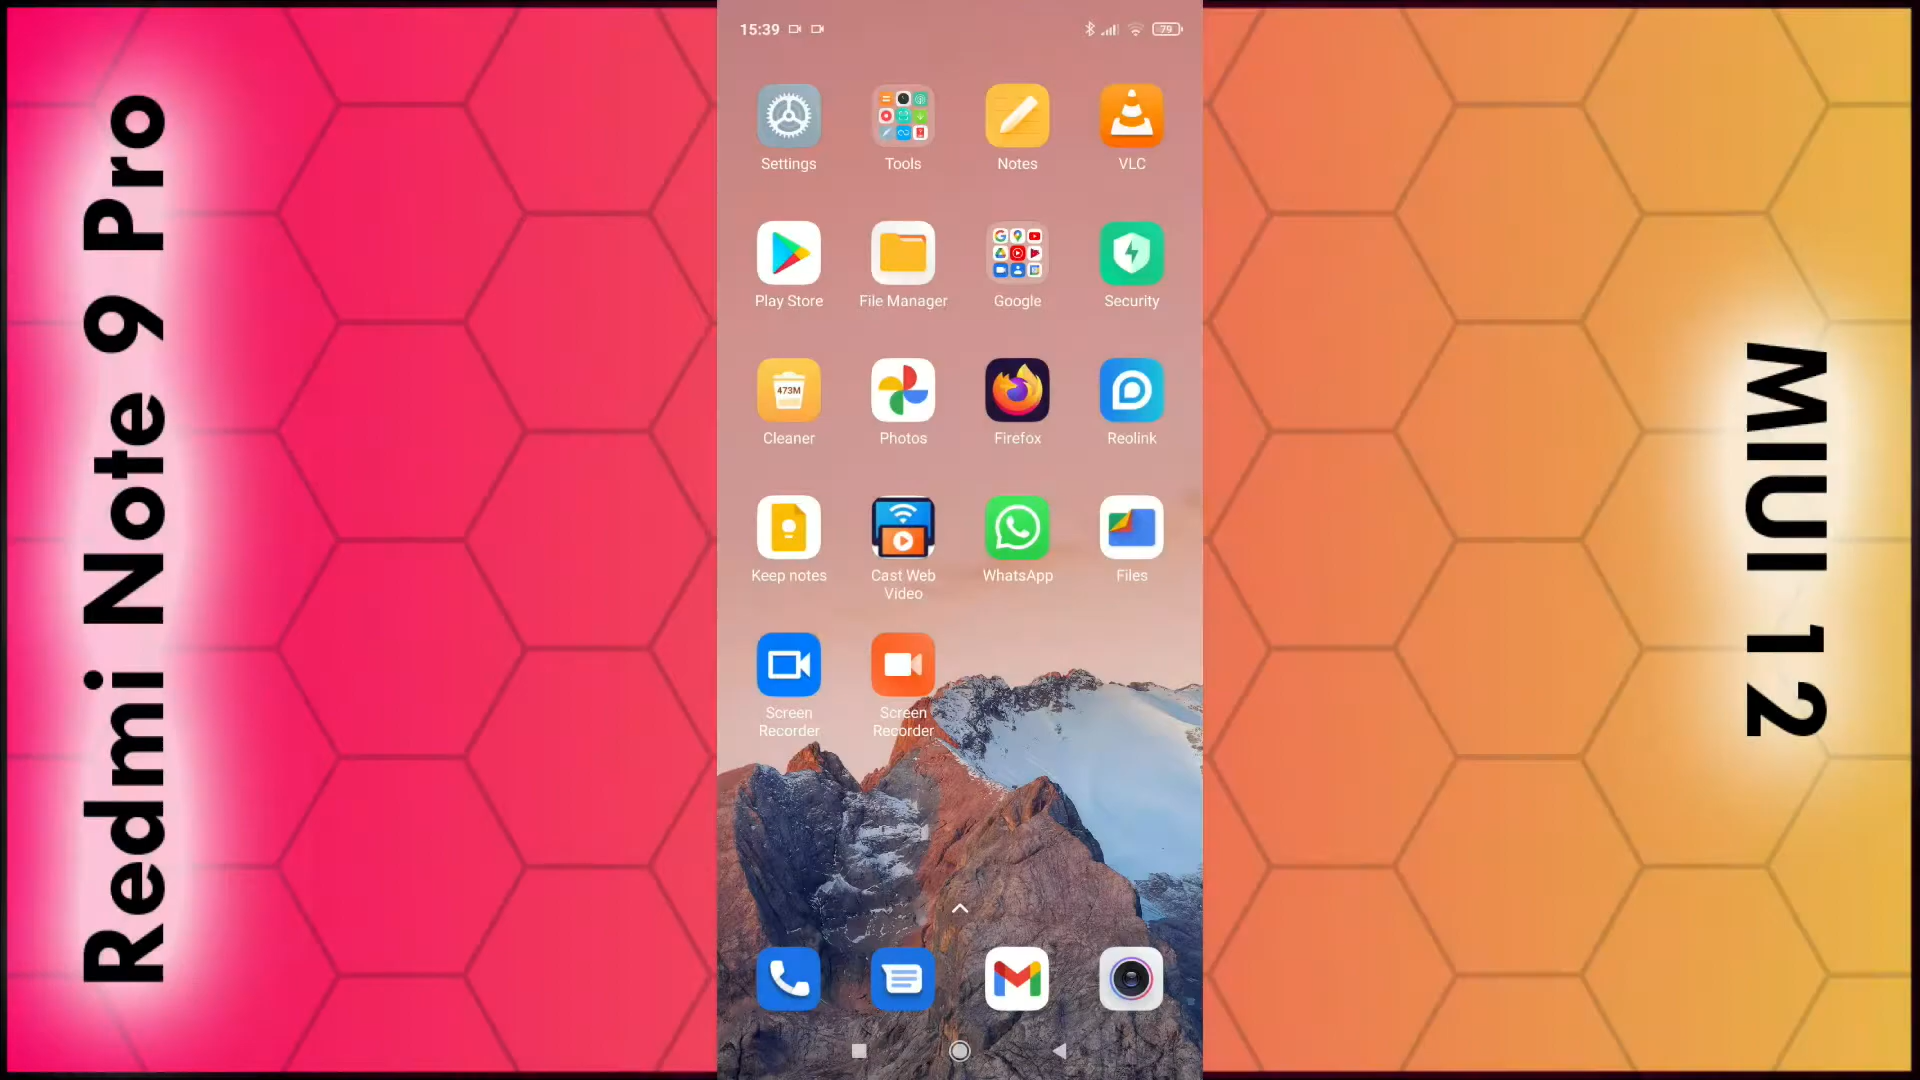 Redmi Note 9 Pro
15:39
79
Settings
Tools
Notes
VLC
Play Store
File Manager
Google
Security
473M
Cleaner
Photos
Firefox
Reolink
Keep notes
Cast Web
Video
WhatsApp
Files
Screen
Recorder
Screen
Recorder
MIUI 12